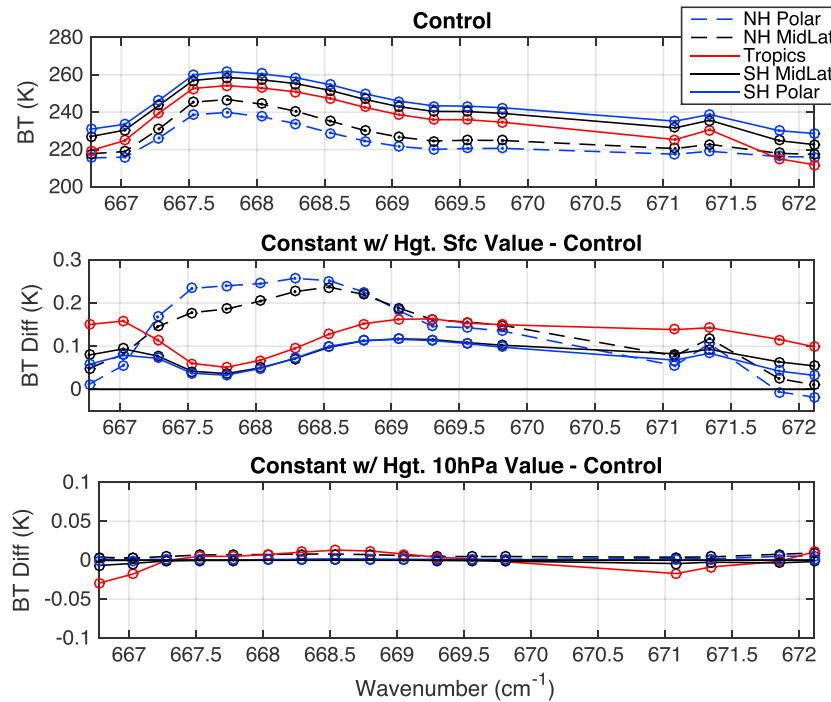 Control
NH Polar
NH MidLat
Tropics
SH MidLat
SH Polar
280
260
240
220
200
BT (K)
667 667.5 668 668.5 669 669.5 670 670.5 671 671.5 672
Constant w/ Hgt. Sfc Value - Control
0.3
0.2
0.1
0
BT Diff (K)
667 667.5 668 668.5 669 669.5 670 670.5 671 671.5 672
Constant w/ Hgt. 10hPa Value - Control
0.1
0.05
0
-0.05
-0.1
BT Diff (K)
667 667.5 668 668.5 669 669.5 670 670.5 671 671.5 672
Wavenumber (cm⁻¹)